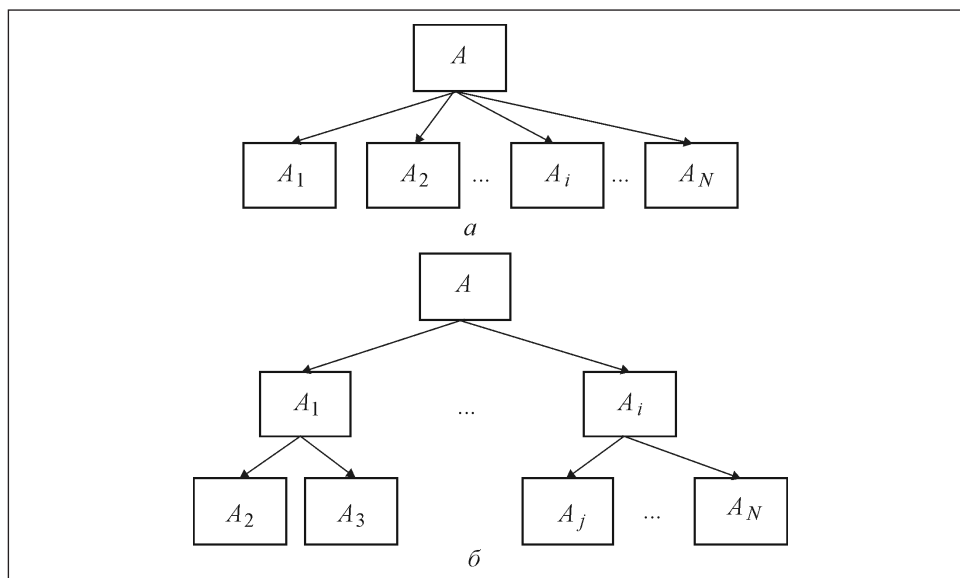 A
A1 A2 ... Ai ... AN
а
A
A1 ... Ai
A2 A3 Aj ... AN
б